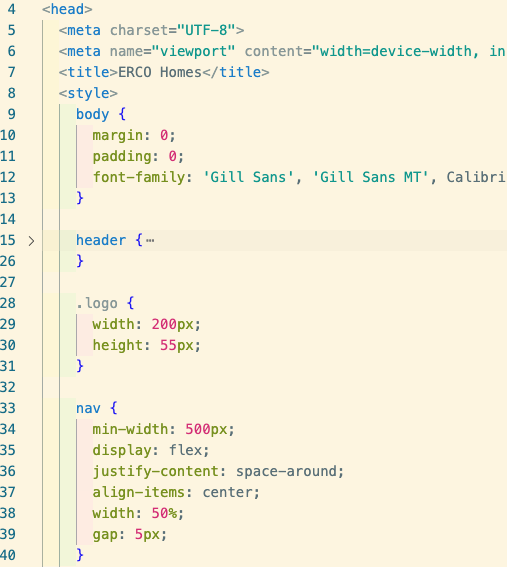 4 <head>
5 <meta charset="UTF-8">
6 <meta name="viewport" content="width=device-width, in
7 <title>ERCO Homes</title>
8 <style>
9 body {
10 margin: 0;
11 padding: 0;
12 font-family: 'Gill Sans', 'Gill Sans MT', Calibri
13 }
14
15 > header { ⋯
26 }
27
28 .logo {
29 width: 200px;
30 height: 55px;
31 }
32
33 nav {
34 min-width: 500px;
35 display: flex;
36 justify-content: space-around;
37 align-items: center;
38 width: 50%;
39 gap: 5px;
40 }